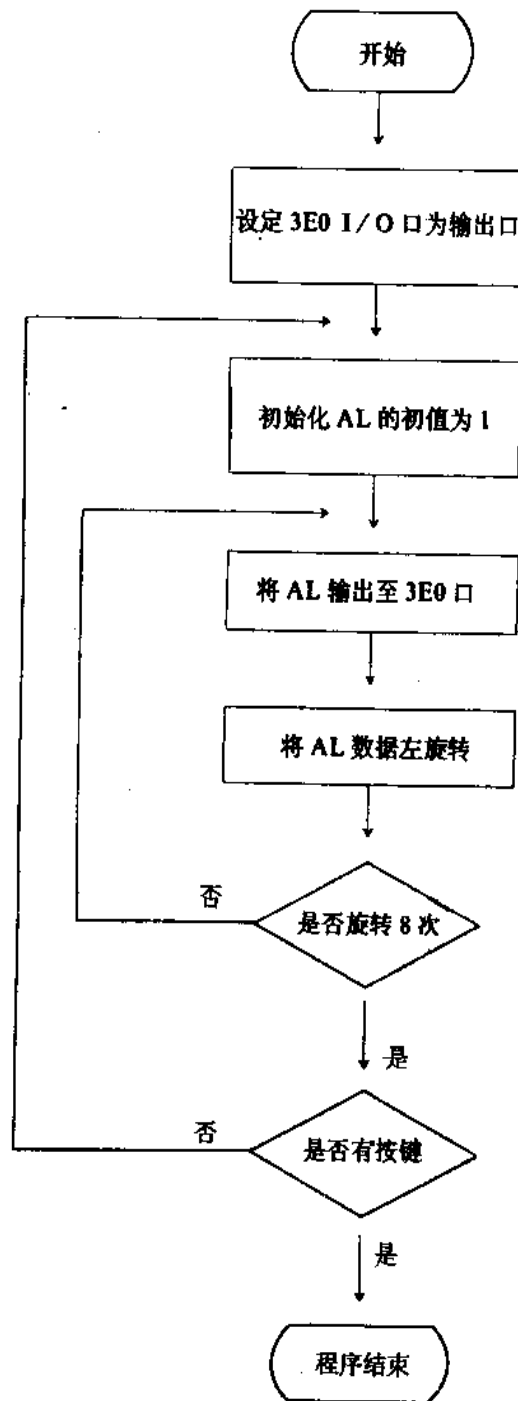 开始
设定 3E0 I/O 口为输出口
初始化 AL 的初值为 1
将 AL 输出至 3E0 口
将 AL 数据左旋转
否
是否旋转 8 次
是
否
是否有按键
是
程序结束